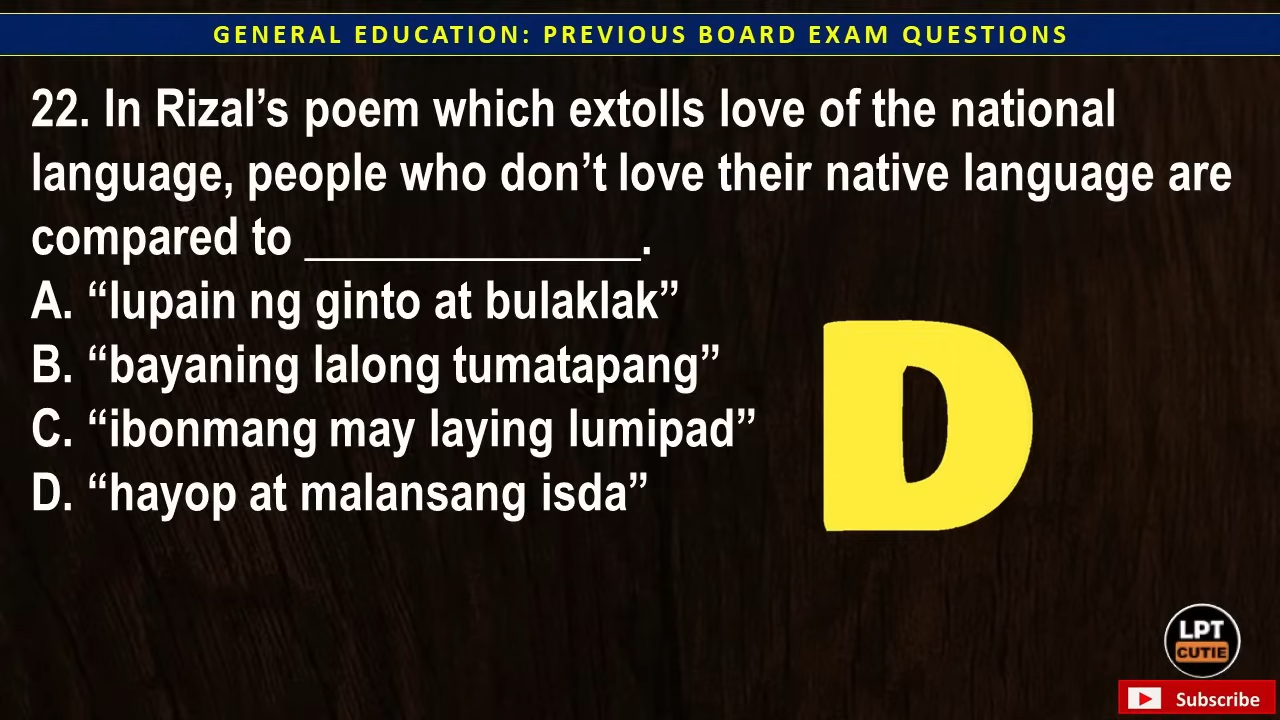 GENERAL EDUCATION: PREVIOUS BOARD EXAM QUESTIONS
22. In Rizal’s poem which extolls love of the national
language, people who don’t love their native language are
compared to _______________.
A. “lupain ng ginto at bulaklak”
B. “bayaning lalong tumatapang”
C. “ibonmang may laying lumipad”
D. “hayop at malansang isda”
D
LPT
CUTIE
Subscribe